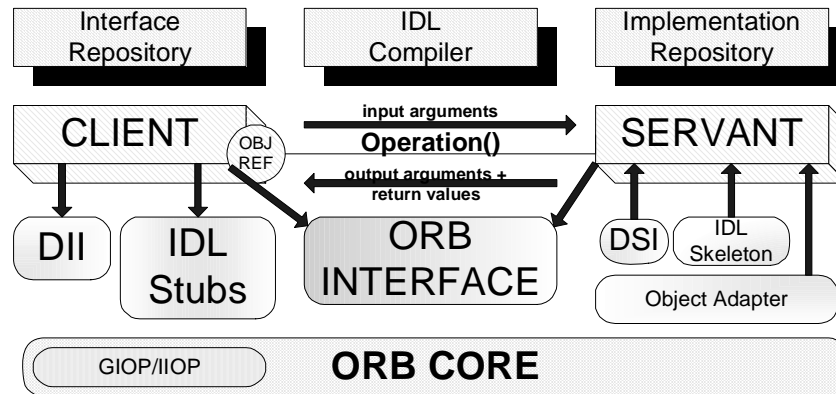 Interface
Repository
IDL
Compiler
Implementation
Repository
CLIENT
OBJ
REF
input arguments
Operation()
output arguments +
return values
SERVANT
DII
IDL
Stubs
ORB
INTERFACE
DSI
IDL
Skeleton
Object Adapter
GIOP/IIOP
ORB CORE